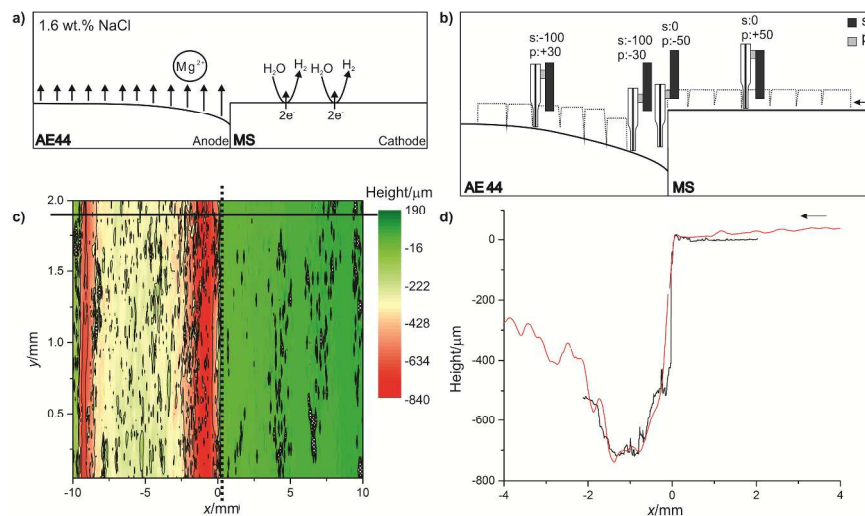 a)
1.6 wt.% NaCl
Mg2+
H2O
H2
H2O
H2
2e-
2e-
AE44
Anode
MS
Cathode
b)
s:-100
p:+30
s:-100
p:-30
s:0
p:-50
s:0
p:+50
s
p
AE44
MS
c)
Height/μm
190
-16
-222
-428
-634
-840
2.0
1.5
1.0
0.5
y/mm
-10
-5
0
5
10
x/mm
d)
0
-200
-400
-600
-800
Height/μm
-4
-2
0
2
4
x/mm